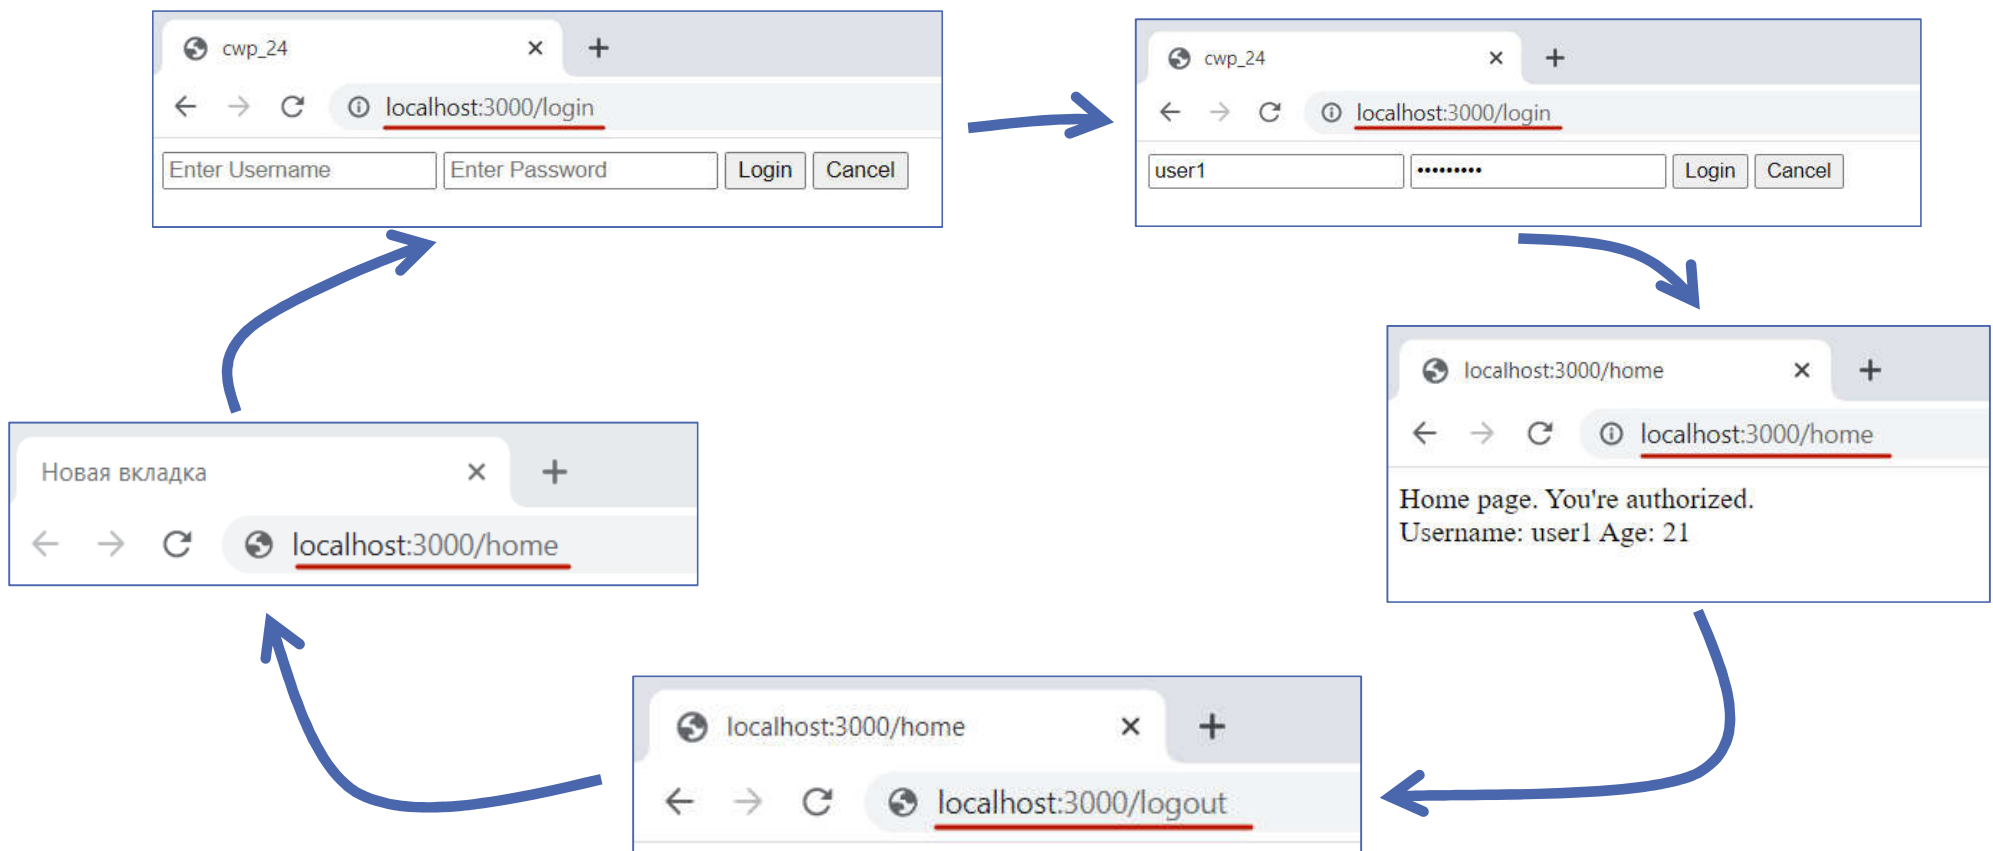 cwp_24
localhost:3000/login
Enter Username Enter Password Login Cancel
cwp_24
localhost:3000/login
user1 ••••••••• Login Cancel
localhost:3000/home
localhost:3000/home
Home page. You're authorized.
Username: user1 Age: 21
Новая вкладка
localhost:3000/home
localhost:3000/home
localhost:3000/logout